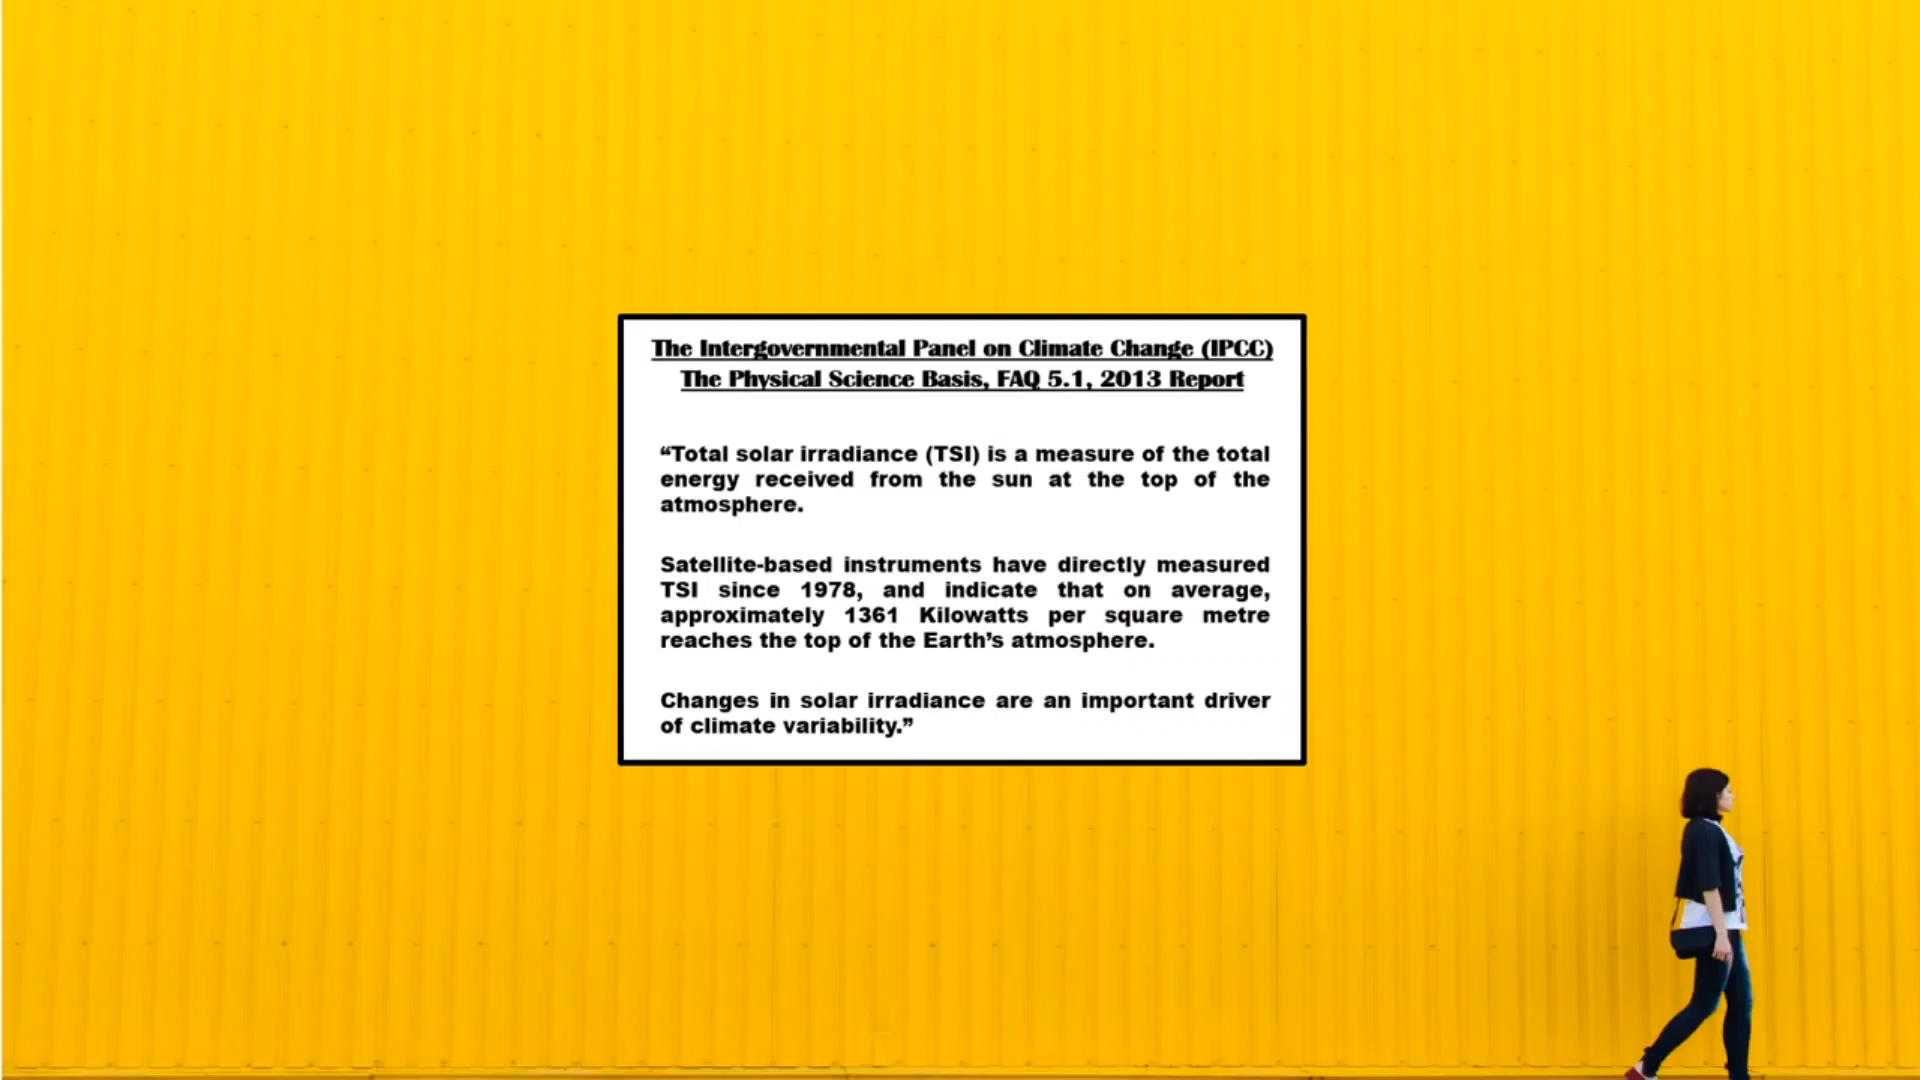 The Intergovernmental Panel on Climate Change (IPCC)
The Physical Science Basis, FAQ 5.1, 2013 Report
“Total solar irradiance (TSI) is a measure of the total
energy received from the sun at the top of the
atmosphere.
Satellite-based instruments have directly measured
TSI since 1978, and indicate that on average,
approximately 1361 Kilowatts per square metre
reaches the top of the Earth’s atmosphere.
Changes in solar irradiance are an important driver
of climate variability.”